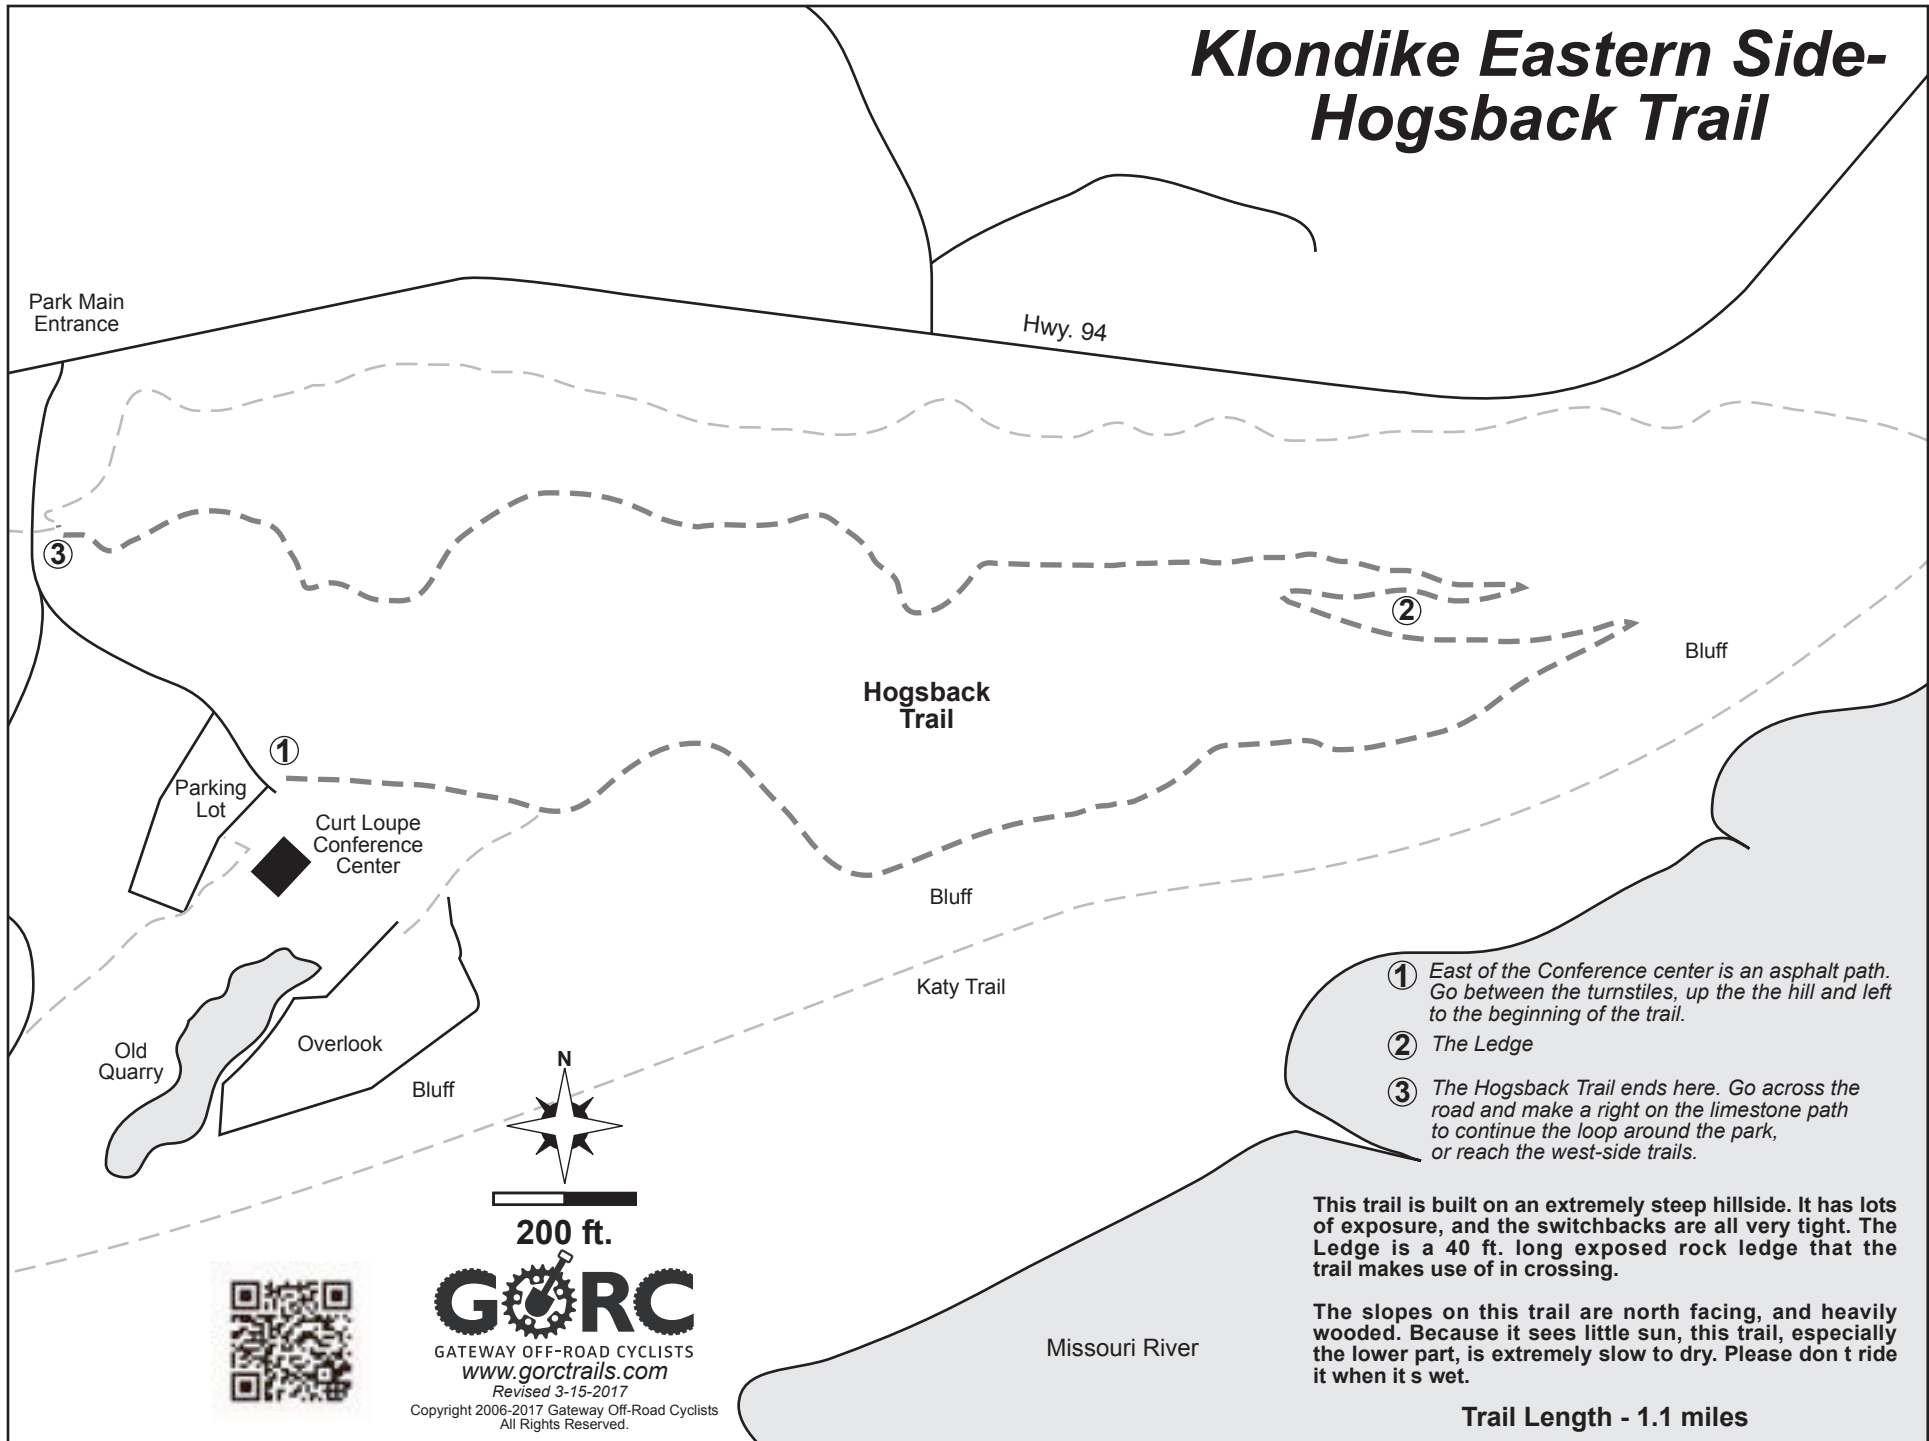 Klondike Eastern Side-
Hogsback Trail
Park Main
Entrance
Hwy. 94
3
2
Bluff
Hogsback
Trail
1
Parking
Lot
Curt Loupe
Conference
Center
Bluff
Katy Trail
Old
Quarry
Overlook
Bluff
N
200 ft.
GORC
GATEWAY OFF-ROAD CYCLISTS
www.gorctrails.com
Revised 3-15-2017
Copyright 2006-2017 Gateway Off-Road Cyclists
All Rights Reserved.
Missouri River
1 East of the Conference center is an asphalt path.
Go between the turnstiles, up the the hill and left
to the beginning of the trail.
2 The Ledge
3 The Hogsback Trail ends here. Go across the
road and make a right on the limestone path
to continue the loop around the park,
or reach the west-side trails.
This trail is built on an extremely steep hillside. It has lots
of exposure, and the switchbacks are all very tight. The
Ledge is a 40 ft. long exposed rock ledge that the
trail makes use of in crossing.
The slopes on this trail are north facing, and heavily
wooded. Because it sees little sun, this trail, especially
the lower part, is extremely slow to dry. Please don t ride
it when it s wet.
Trail Length - 1.1 miles